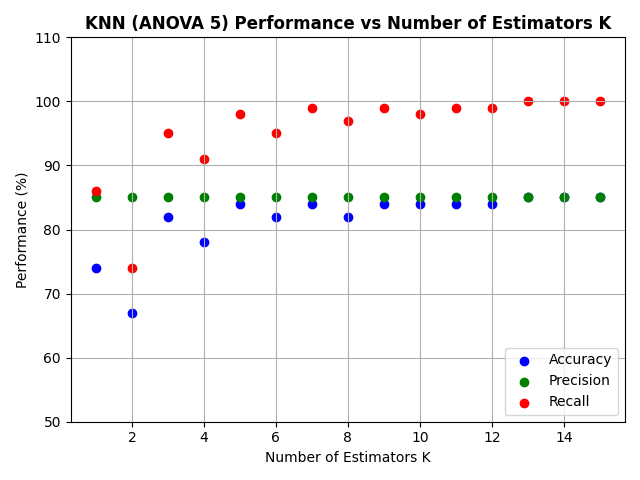 KNN (ANOVA 5) Performance vs Number of Estimators K
Performance (%)
110
100
90
80
70
60
50
2 4 6 8 10 12 14
Number of Estimators K
Accuracy
Precision
Recall